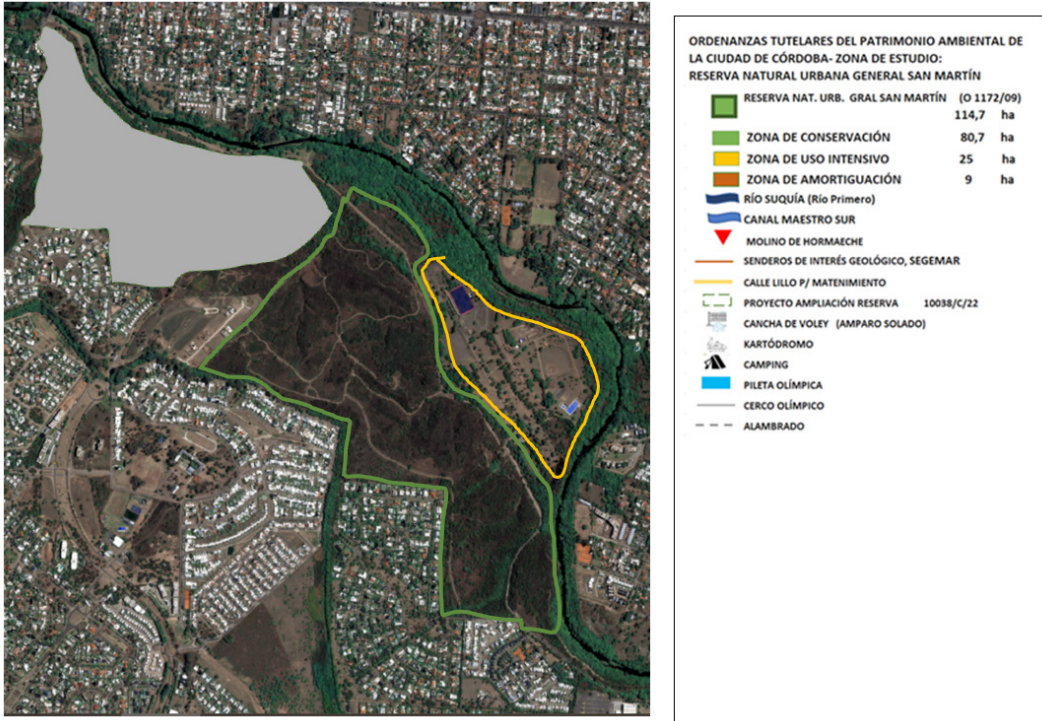 ORDENANZAS TUTELARES DEL PATRIMONIO AMBIENTAL DE
LA CIUDAD DE CÓRDOBA- ZONA DE ESTUDIO:
RESERVA NATURAL URBANA GENERAL SAN MARTÍN
RESERVA NAT. URB. GRAL SAN MARTÍN (O 1172/09)
114,7 ha
ZONA DE CONSERVACIÓN 80,7 ha
ZONA DE USO INTENSIVO 25 ha
ZONA DE AMORTIGUACIÓN 9 ha
RÍO SUQUÍA (Río Primero)
CANAL MAESTRO SUR
MOLINO DE HORMAECHE
SENDEROS DE INTERÉS GEOLÓGICO, SEGEMAR
CALLE LILLO P/ MATENIMIENTO
PROYECTO AMPLIACIÓN RESERVA 10038/C/22
CANCHA DE VOLEY (AMPARO SOLADO)
KARTÓDROMO
CAMPING
PILETA OLÍMPICA
CERCO OLÍMPICO
ALAMBRADO